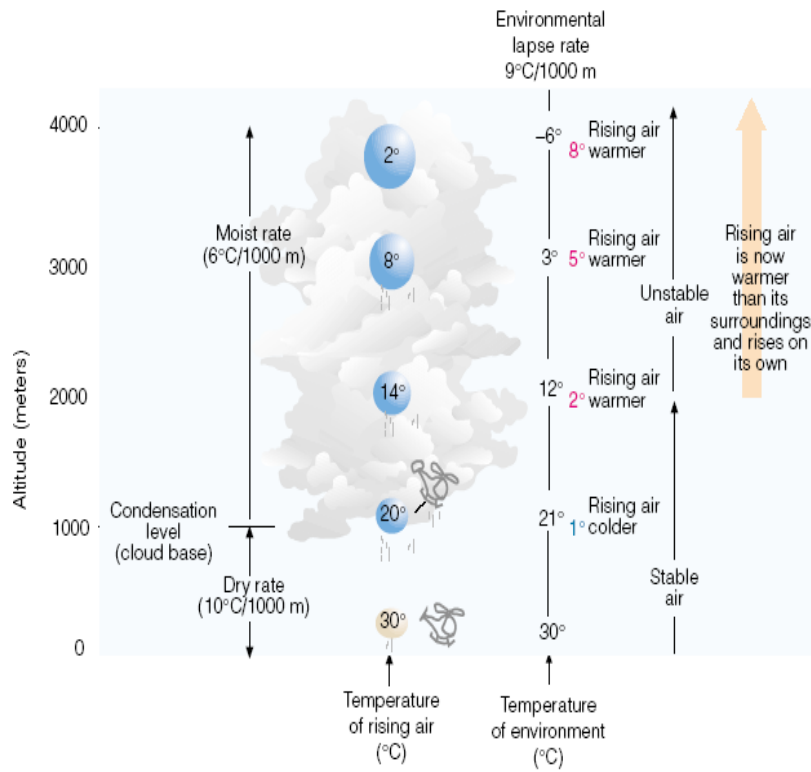 Environmental
lapse rate
9°C/1000 m
4000
2°
–6°
8°
Rising air
warmer
Moist rate
(6°C/1000 m)
3000
8°
3°
5°
Rising air
warmer
Rising air
is now
warmer
than its
surroundings
and rises on
its own
Unstable
air
Altitude (meters)
2000
14°
12°
2°
Rising air
warmer
Condensation
level
(cloud base)
1000
20°
21°
1°
Rising air
colder
Dry rate
(10°C/1000 m)
Stable
air
0
30°
30°
Temperature
of rising air
(°C)
Temperature
of environment
(°C)